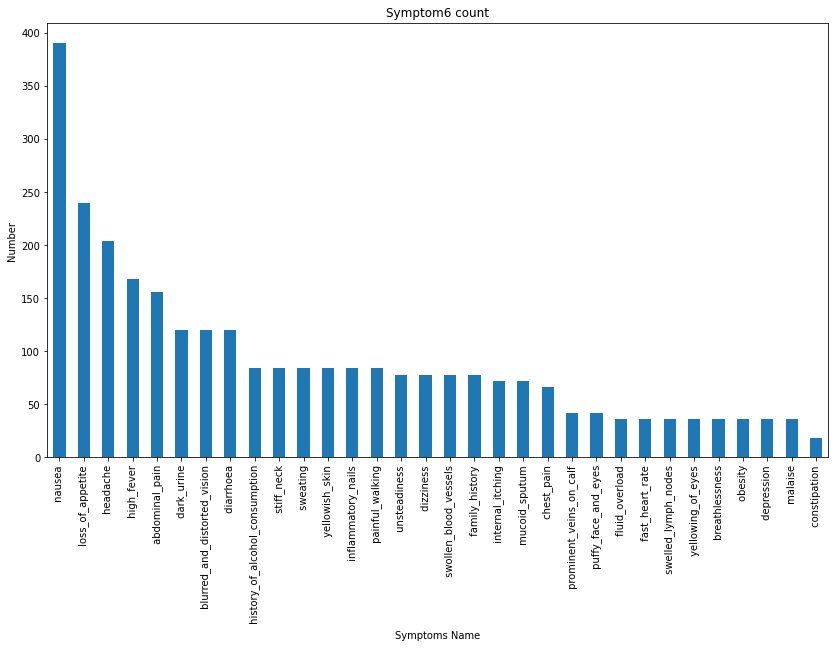 Symptom6 count
Number
400
350
300
250
200
150
100
50
0
nausea
loss_of_appetite
headache
high_fever
abdominal_pain
dark_urine
blurred_and_distorted_vision
diarrhoea
history_of_alcohol_consumption
stiff_neck
sweating
yellowish_skin
inflammatory_nails
painful_walking
unsteadiness
dizziness
swollen_blood_vessels
family_history
internal_itching
mucoid_sputum
chest_pain
prominent_veins_on_calf
puffy_face_and_eyes
fluid_overload
fast_heart_rate
swelled_lymph_nodes
yellowing_of_eyes
breathlessness
obesity
depression
malaise
constipation
Symptoms Name